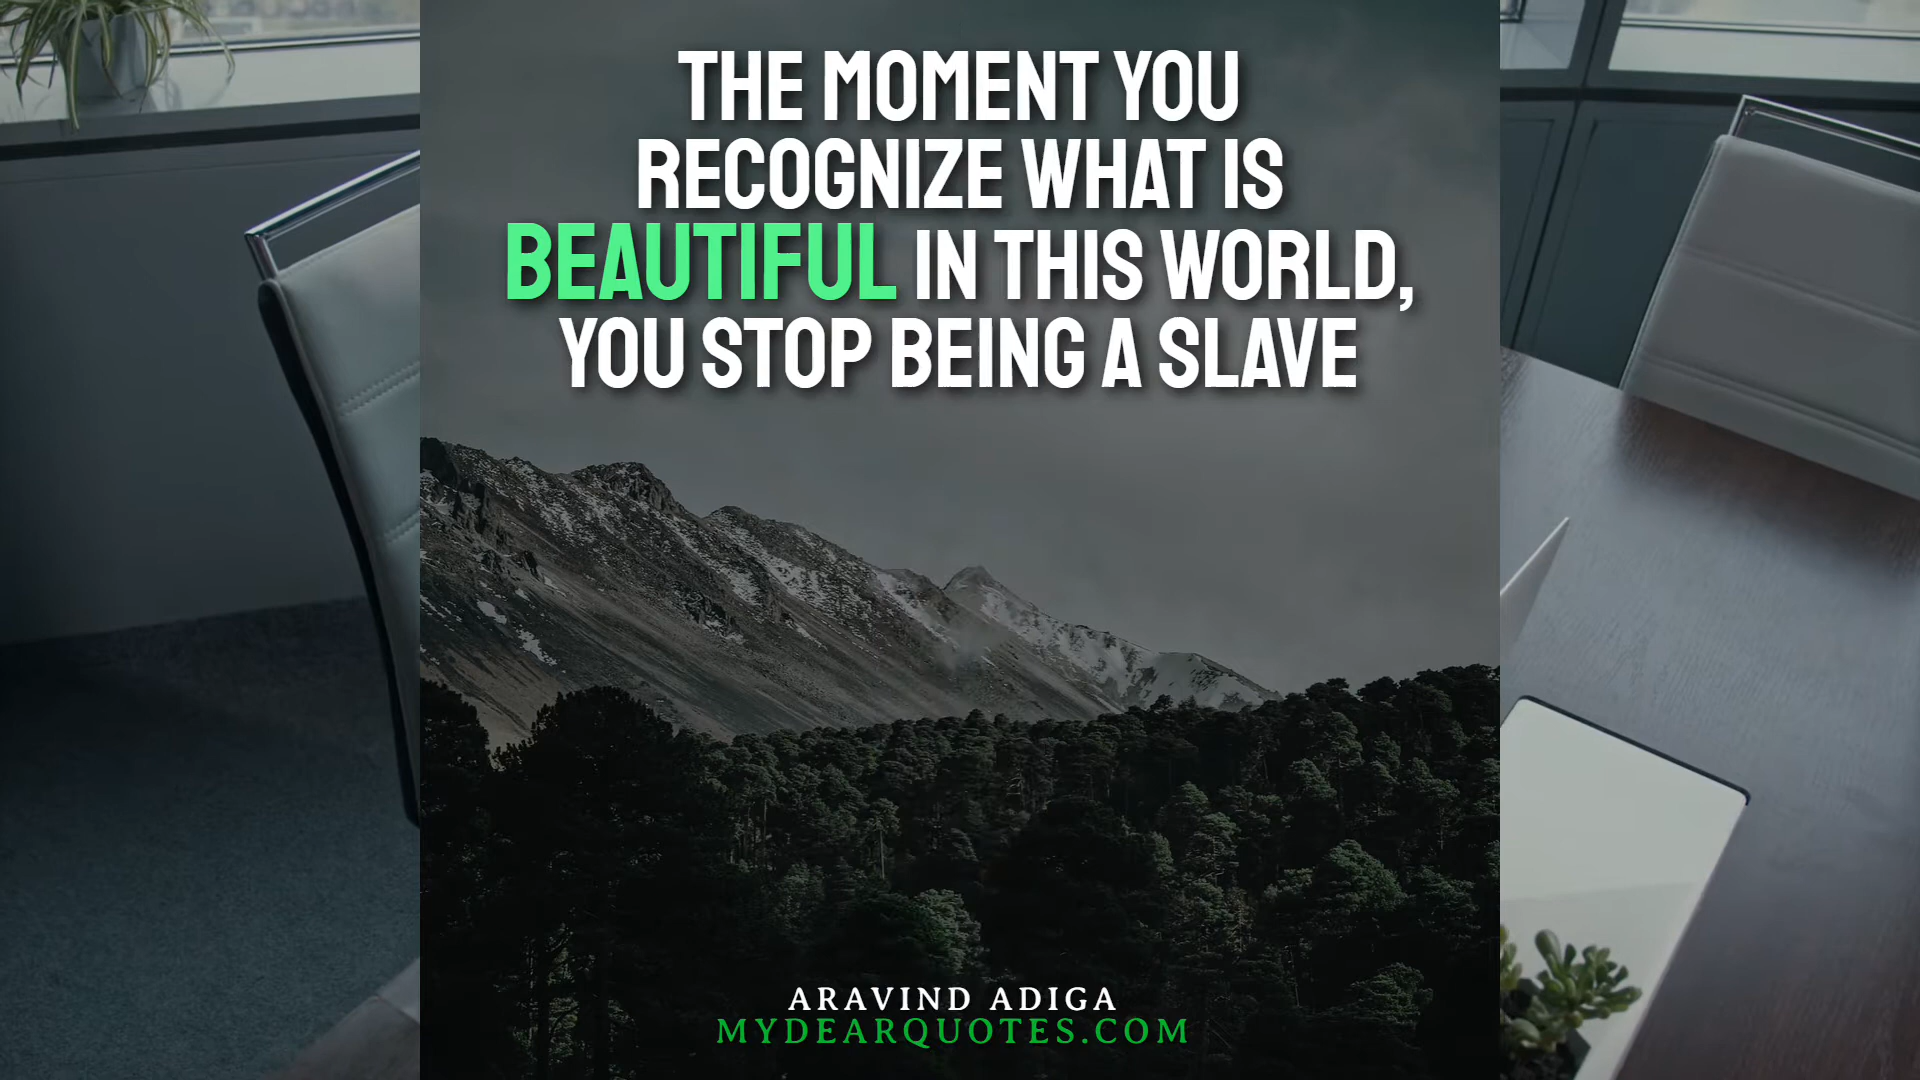 THE MOMENT YOU
RECOGNIZE WHAT IS
BEAUTIFUL IN THIS WORLD,
YOU STOP BEING A SLAVE
ARAVIND ADIGA
MYDEARQUOTES.COM